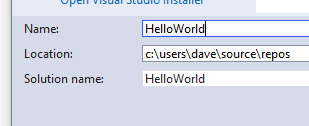 Open Visual Studio Installer
Name: HelloWorld
Location: c:\users\dave\source\repos
Solution name: HelloWorld